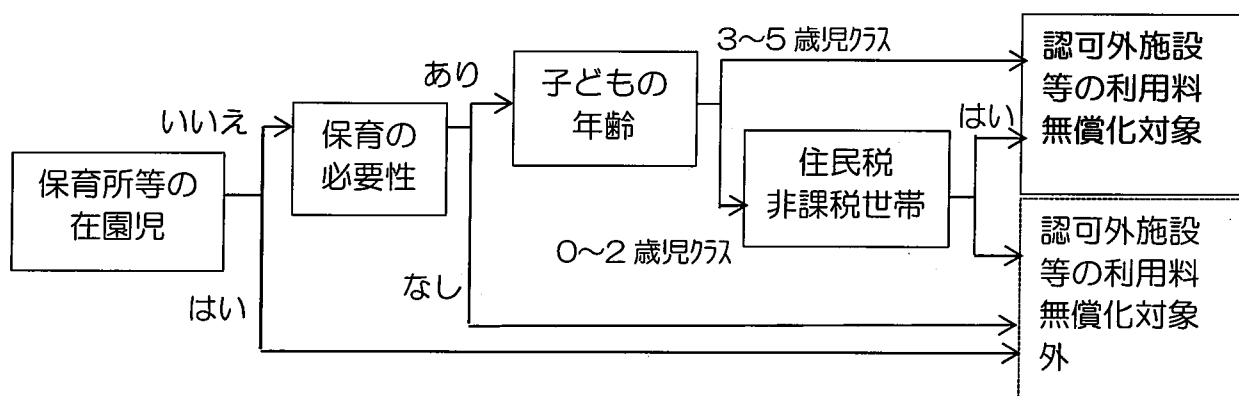 保育所等の
在園児
いいえ
はい
保育の
必要性
あり
なし
子どもの
年齢
3～5歳児クラス
0～2歳児クラス
住民税
非課税世帯
はい
認可外施設
等の利用料
無償化対象
認可外施設
等の利用料
無償化対象
外